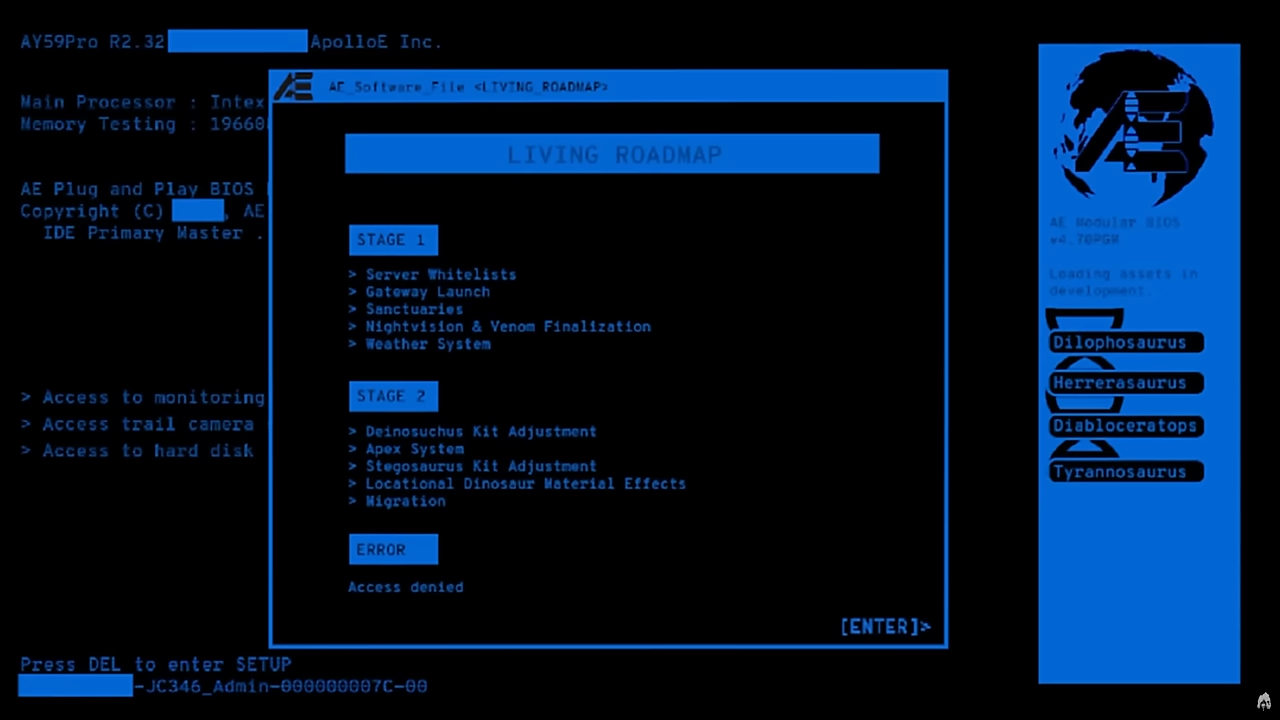 AY59Pro R2.32 ApolloE Inc.
Main Processor : Intex
Memory Testing : 19660
AE Plug and Play BIOS
Copyright (C) , AE
IDE Primary Master .
> Access to monitoring
> Access trail camera
> Access to hard disk
Press DEL to enter SETUP
-JC346_Admin-000000007C-00
AE AE_Software_File <LIVING_ROADMAP>
LIVING ROADMAP
STAGE 1
> Server Whitelists
> Gateway Launch
> Sanctuaries
> Nightvision & Venom Finalization
> Weather System
STAGE 2
> Deinosuchus Kit Adjustment
> Apex System
> Stegosaurus Kit Adjustment
> Locational Dinosaur Material Effects
> Migration
ERROR
Access denied
[ENTER]>
AE
AE Modular BIOS
v4.70PGW
Loading assets in
development.
Dilophosaurus
Herrerasaurus
Diabloceratops
Tyrannosaurus